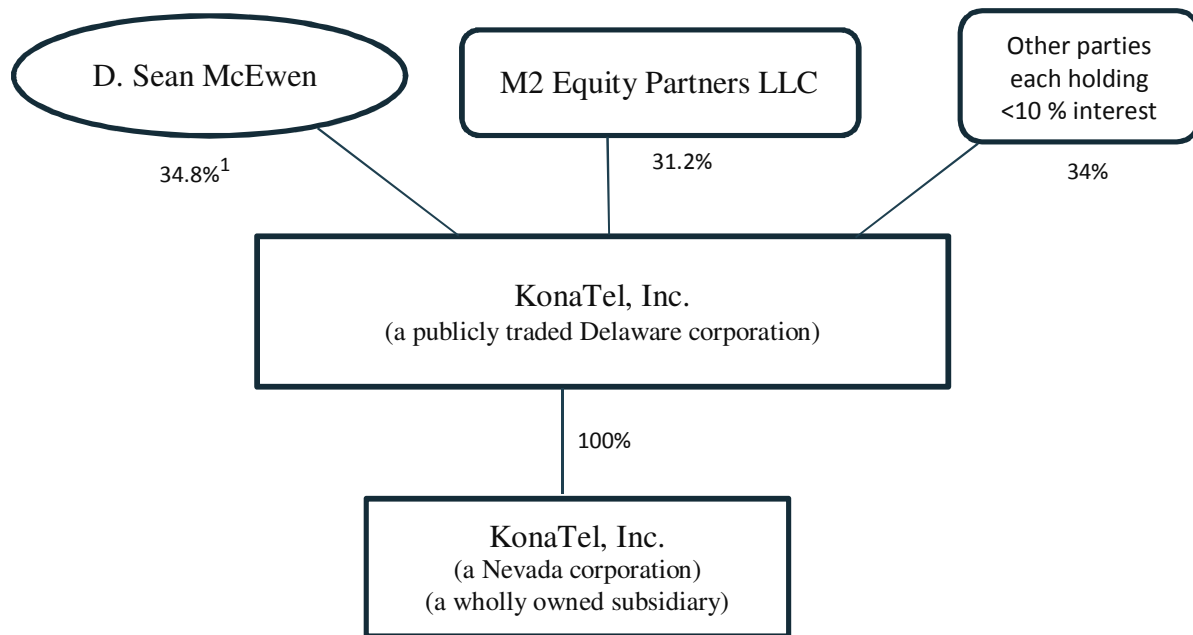 D. Sean McEwen
M2 Equity Partners LLC
Other parties
each holding
<10 % interest
34.8%1
31.2%
34%
KonaTel, Inc.
(a publicly traded Delaware corporation)
100%
KonaTel, Inc.
(a Nevada corporation)
(a wholly owned subsidiary)